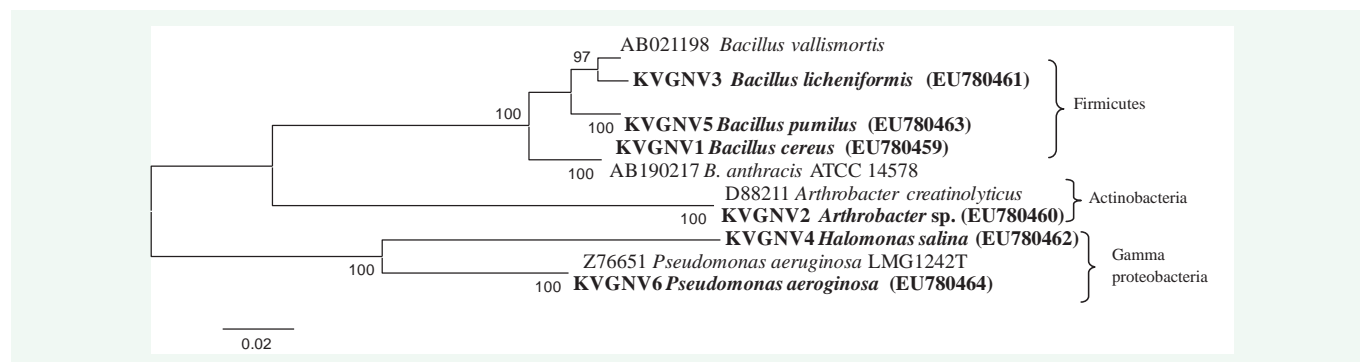 AB021198 Bacillus vallismortis
97
KVGNV3 Bacillus licheniformis (EU780461)
Firmicutes
100
100 KVGNV5 Bacillus pumilus (EU780463)
KVGNV1 Bacillus cereus (EU780459)
100 AB190217 B. anthracis ATCC 14578
D88211 Arthrobacter creatinolyticus
Actinobacteria
100 KVGNV2 Arthrobacter sp. (EU780460)
KVGNV4 Halomonas salina (EU780462)
Gamma
proteobacteria
100
Z76651 Pseudomonas aeruginosa LMG1242T
100 KVGNV6 Pseudomonas aeroginosa (EU780464)
0.02